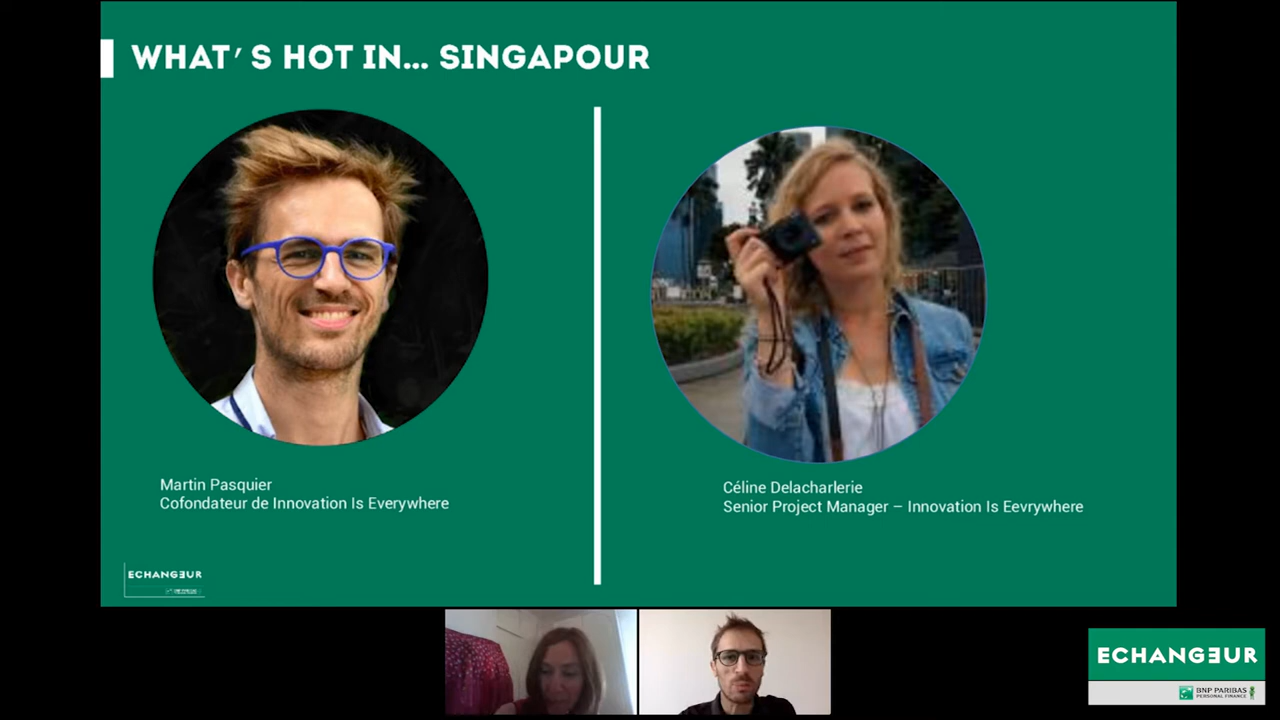 WHAT'S HOT IN... SINGAPOUR
Martin Pasquier
Cofondateur de Innovation Is Everywhere
Céline Delacharlerie
Senior Project Manager – Innovation Is Eevrywhere
ECHANGEUR
ECHANGEUR
BNP PARIBAS
PERSONAL FINANCE